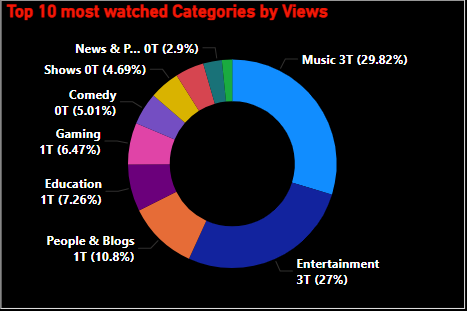 Top 10 most watched Categories by Views
News & P... 0T (2.9%)
Music 3T (29.82%)
Shows 0T (4.69%)
Comedy
0T (5.01%)
Gaming
1T (6.47%)
Education
1T (7.26%)
People & Blogs
1T (10.8%)
Entertainment
3T (27%)